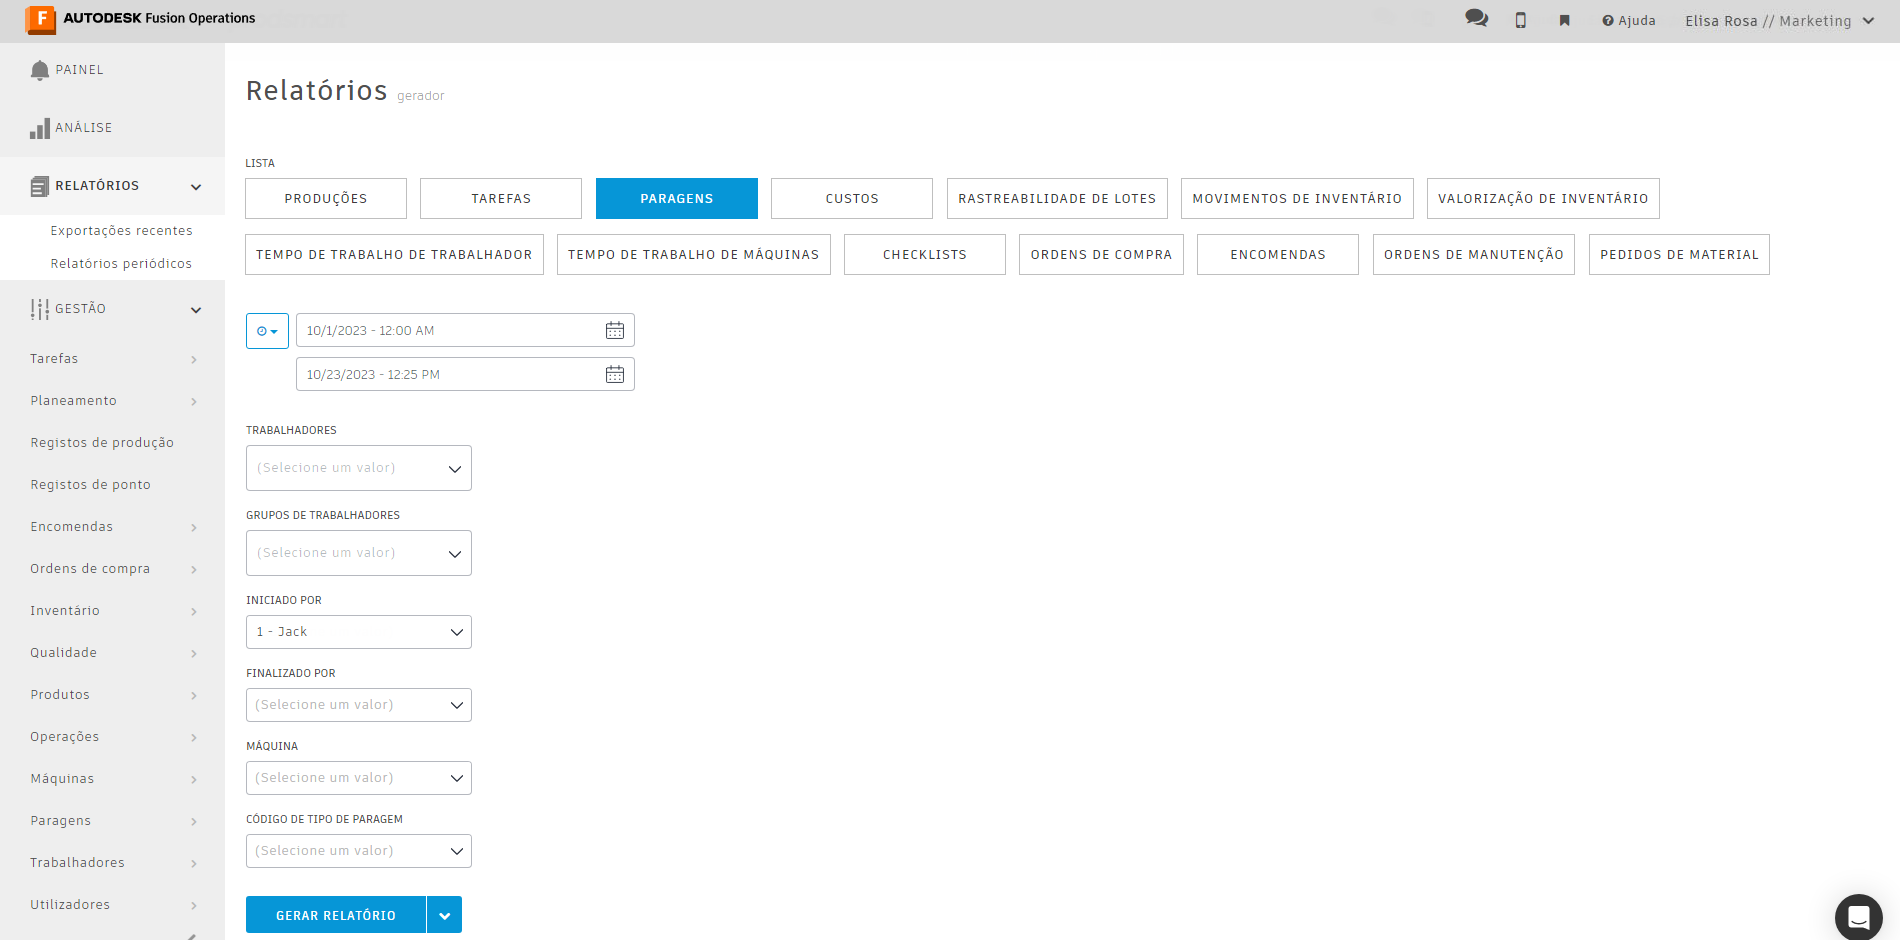 F AUTODESK Fusion Operations
Ajuda
Elisa Rosa // Marketing
PAINEL
ANÁLISE
RELATÓRIOS
Exportações recentes
Relatórios periódicos
GESTÃO
Tarefas
Planeamento
Registos de produção
Registos de ponto
Encomendas
Ordens de compra
Inventário
Qualidade
Produtos
Operações
Máquinas
Paragens
Trabalhadores
Utilizadores
Relatórios gerador
LISTA
PRODUÇÕES
TAREFAS
PARAGENS
CUSTOS
RASTREABILIDADE DE LOTES
MOVIMENTOS DE INVENTÁRIO
VALORIZAÇÃO DE INVENTÁRIO
TEMPO DE TRABALHO DE TRABALHADOR
TEMPO DE TRABALHO DE MÁQUINAS
CHECKLISTS
ORDENS DE COMPRA
ENCOMENDAS
ORDENS DE MANUTENÇÃO
PEDIDOS DE MATERIAL
10/1/2023 - 12:00 AM
10/23/2023 - 12:25 PM
TRABALHADORES
(Selecione um valor)
GRUPOS DE TRABALHADORES
(Selecione um valor)
INICIADO POR
1 - Jack
FINALIZADO POR
(Selecione um valor)
MÁQUINA
(Selecione um valor)
CÓDIGO DE TIPO DE PARAGEM
(Selecione um valor)
GERAR RELATÓRIO